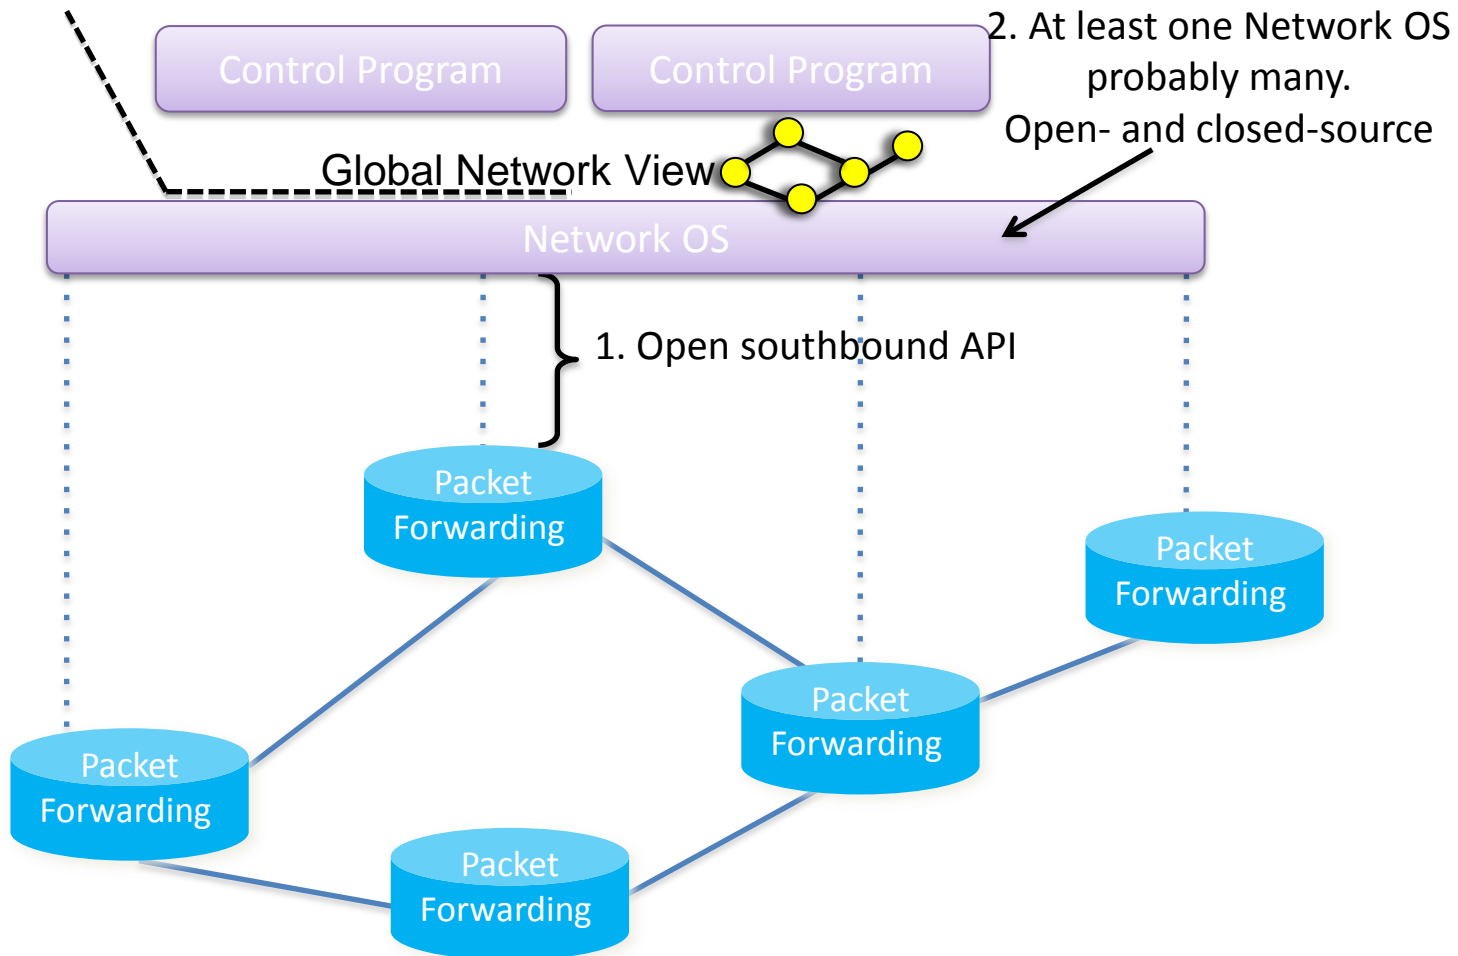 Control Program
Control Program
2. At least one Network OS
probably many.
Open- and closed-source
Global Network View
Network OS
1. Open southbound API
Packet
Forwarding
Packet
Forwarding
Packet
Forwarding
Packet
Forwarding
Packet
Forwarding